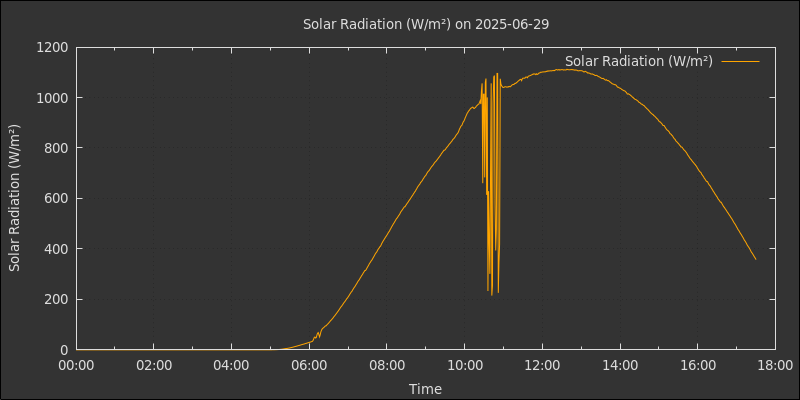 Solar Radiation (W/m²) on 2025-06-29
Solar Radiation (W/m²)
1200
1000
800
600
400
200
0
Solar Radiation (W/m²)
00:00 02:00 04:00 06:00 08:00 10:00 12:00 14:00 16:00 18:00
Time